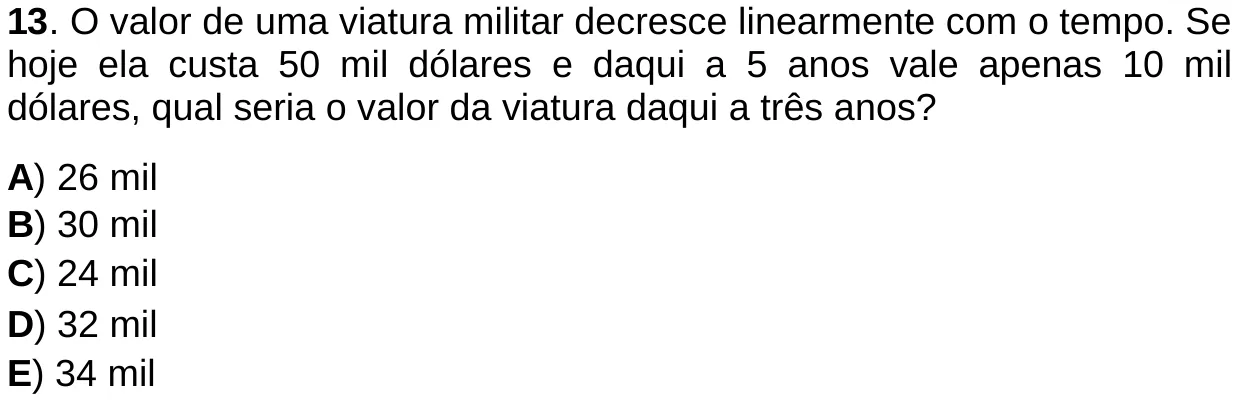 13. O valor de uma viatura militar decresce linearmente com o tempo. Se
hoje ela custa 50 mil dólares e daqui a 5 anos vale apenas 10 mil
dólares, qual seria o valor da viatura daqui a três anos?
A) 26 mil
B) 30 mil
C) 24 mil
D) 32 mil
E) 34 mil